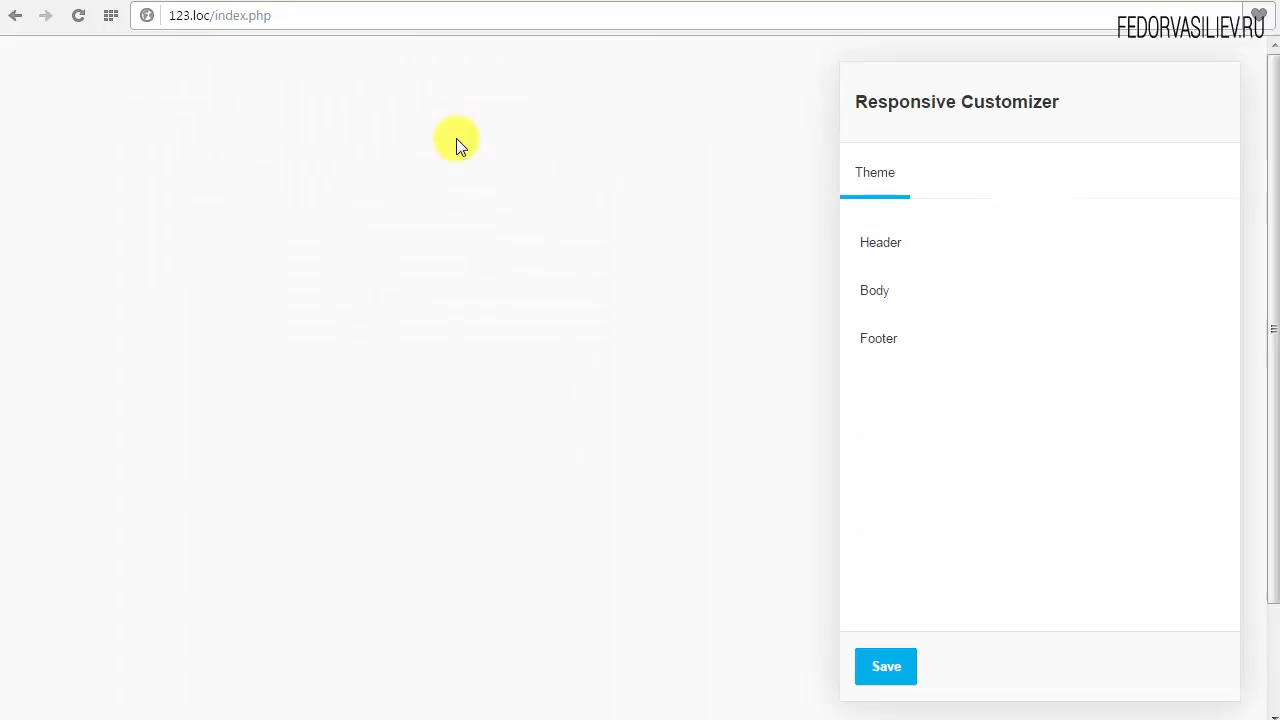 123.loc/index.php
FEDORVASILIEV.RU
Responsive Customizer
Theme
Header
Body
Footer
Save